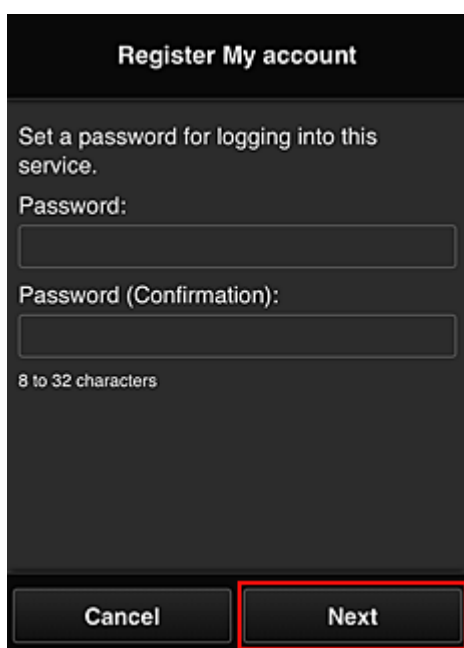 Register My account
Set a password for logging into this
service.
Password:
Password (Confirmation):
8 to 32 characters
Cancel
Next